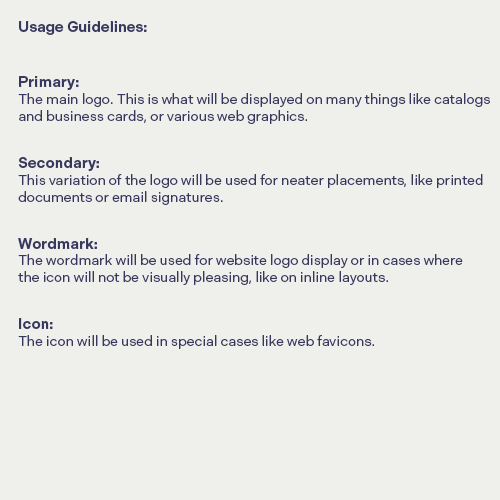 Usage Guidelines:
Primary:
The main logo. This is what will be displayed on many things like catalogs
and business cards, or various web graphics.
Secondary:
This variation of the logo will be used for neater placements, like printed
documents or email signatures.
Wordmark:
The wordmark will be used for website logo display or in cases where
the icon will not be visually pleasing, like on inline layouts.
Icon:
The icon will be used in special cases like web favicons.